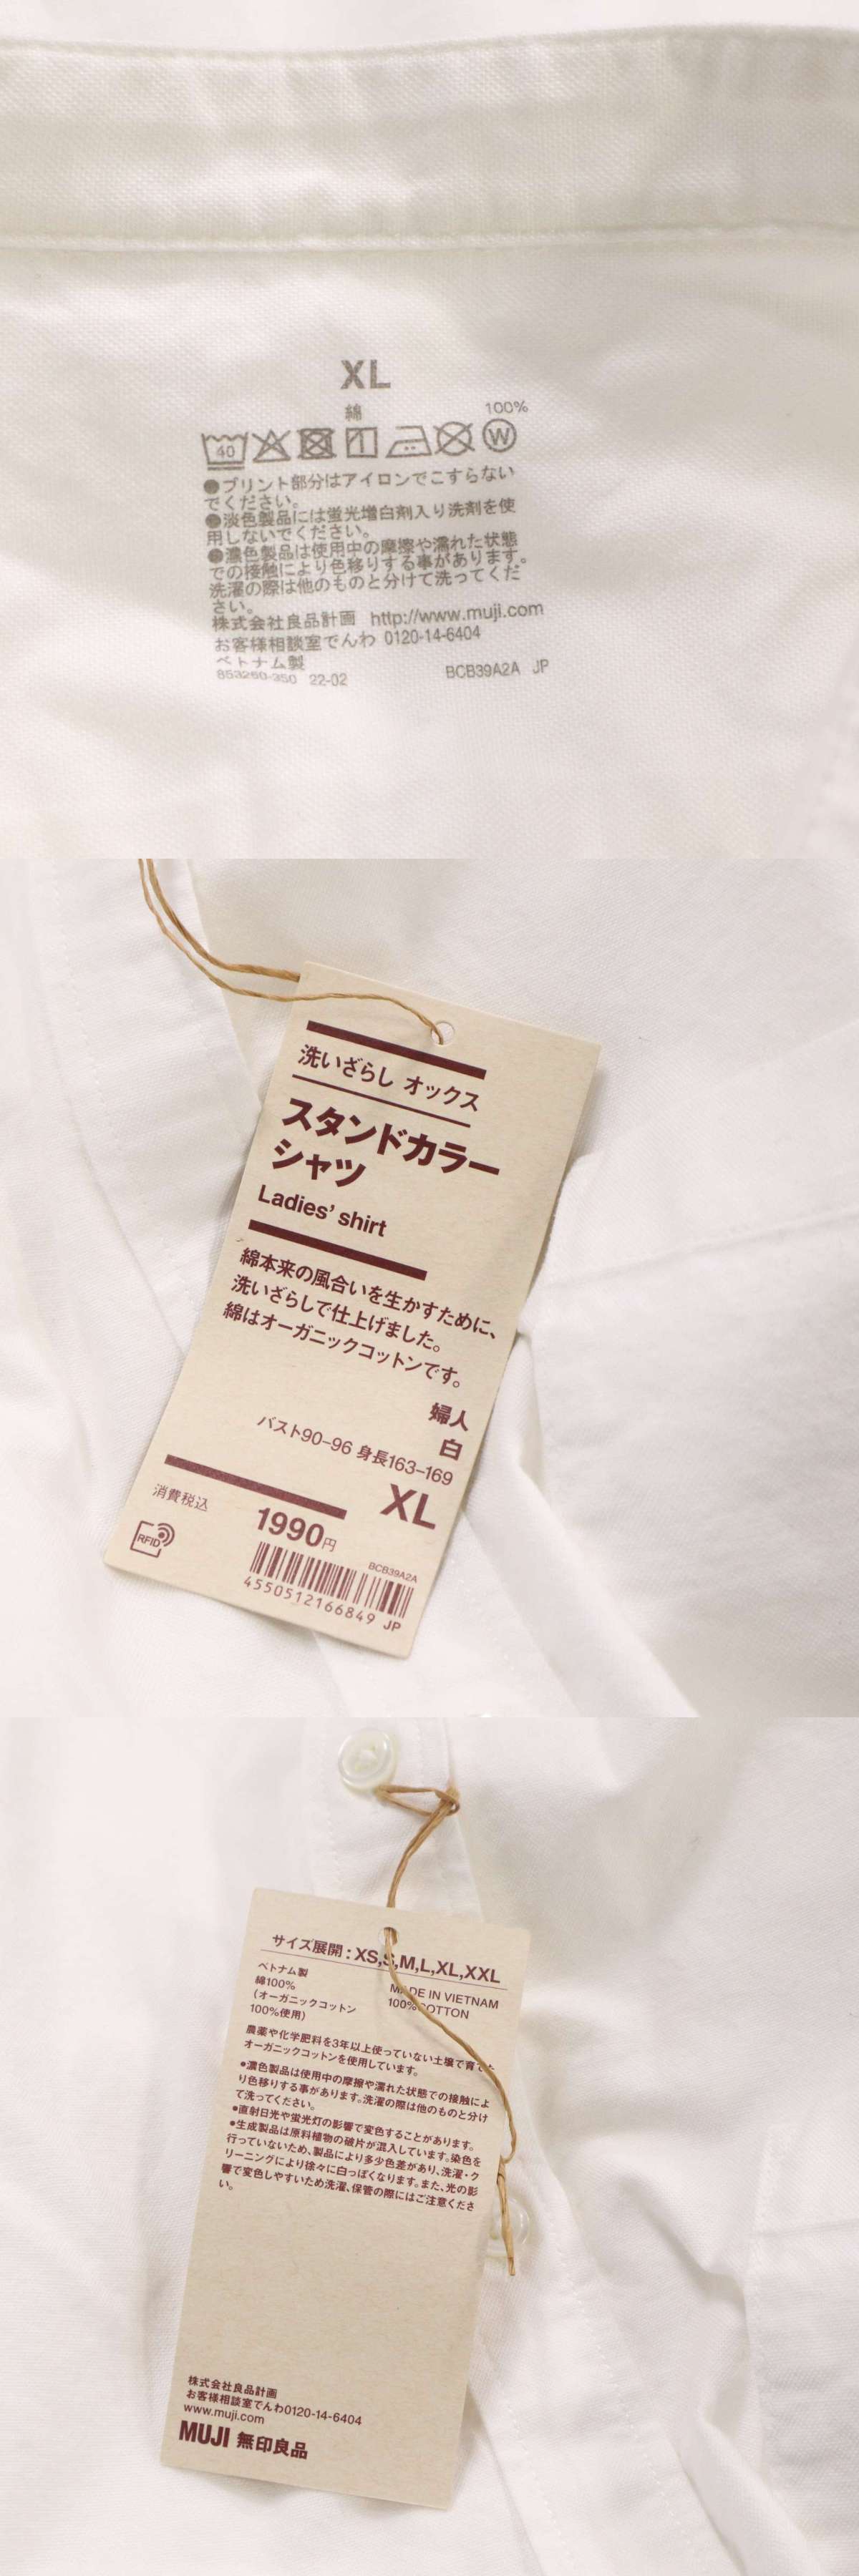 XL
綿 100%
40 W
●プリント部分はアイロンでこすらない
でください。
●淡色製品には蛍光増白剤入り洗剤を使
用しないでください。
●濃色製品は使用中の摩擦や濡れた状態
での接触により色移りする事があります。
洗濯の際は他のものと分けて洗ってくだ
さい。
株式会社良品計画 http://www.muji.com
お客様相談室でんわ 0120-14-6404
ベトナム製
853260-350 22-02 BCB39A2A JP
洗いざらし オックス
スタンドカラー
シャツ
Ladies' shirt
綿本来の風合いを生かすために、
洗いざらしで仕上げました。
綿はオーガニックコットンです。
婦人
白
バスト90-96 身長163-169
XL
消費税込 1990円
RFID
BCB39A2A
4550512166849 JP
サイズ展開:XS,S,M,L,XL,XXL
ベトナム製
綿100%
(オーガニックコットン
100%使用)
MADE IN VIETNAM
100% COTTON
農薬や化学肥料を3年以上使っていない土壌で育てた
オーガニックコットンを使用しています。
●濃色製品は使用中の摩擦や濡れた状態での接触によ
り色移りする事があります。洗濯の際は他のものと分け
て洗ってください。
●直射日光や蛍光灯の影響で変色することがあります。
●生成製品は原料植物の破片が混入しています。染色を
行っていないため、製品により多少色差があり、洗濯・ク
リーニングにより徐々に白っぽくなります。また、光の影
響で変色しやすいため洗濯、保管の際にはご注意くださ
い。
株式会社良品計画
お客様相談室でんわ0120-14-6404
www.muji.com
MUJI 無印良品